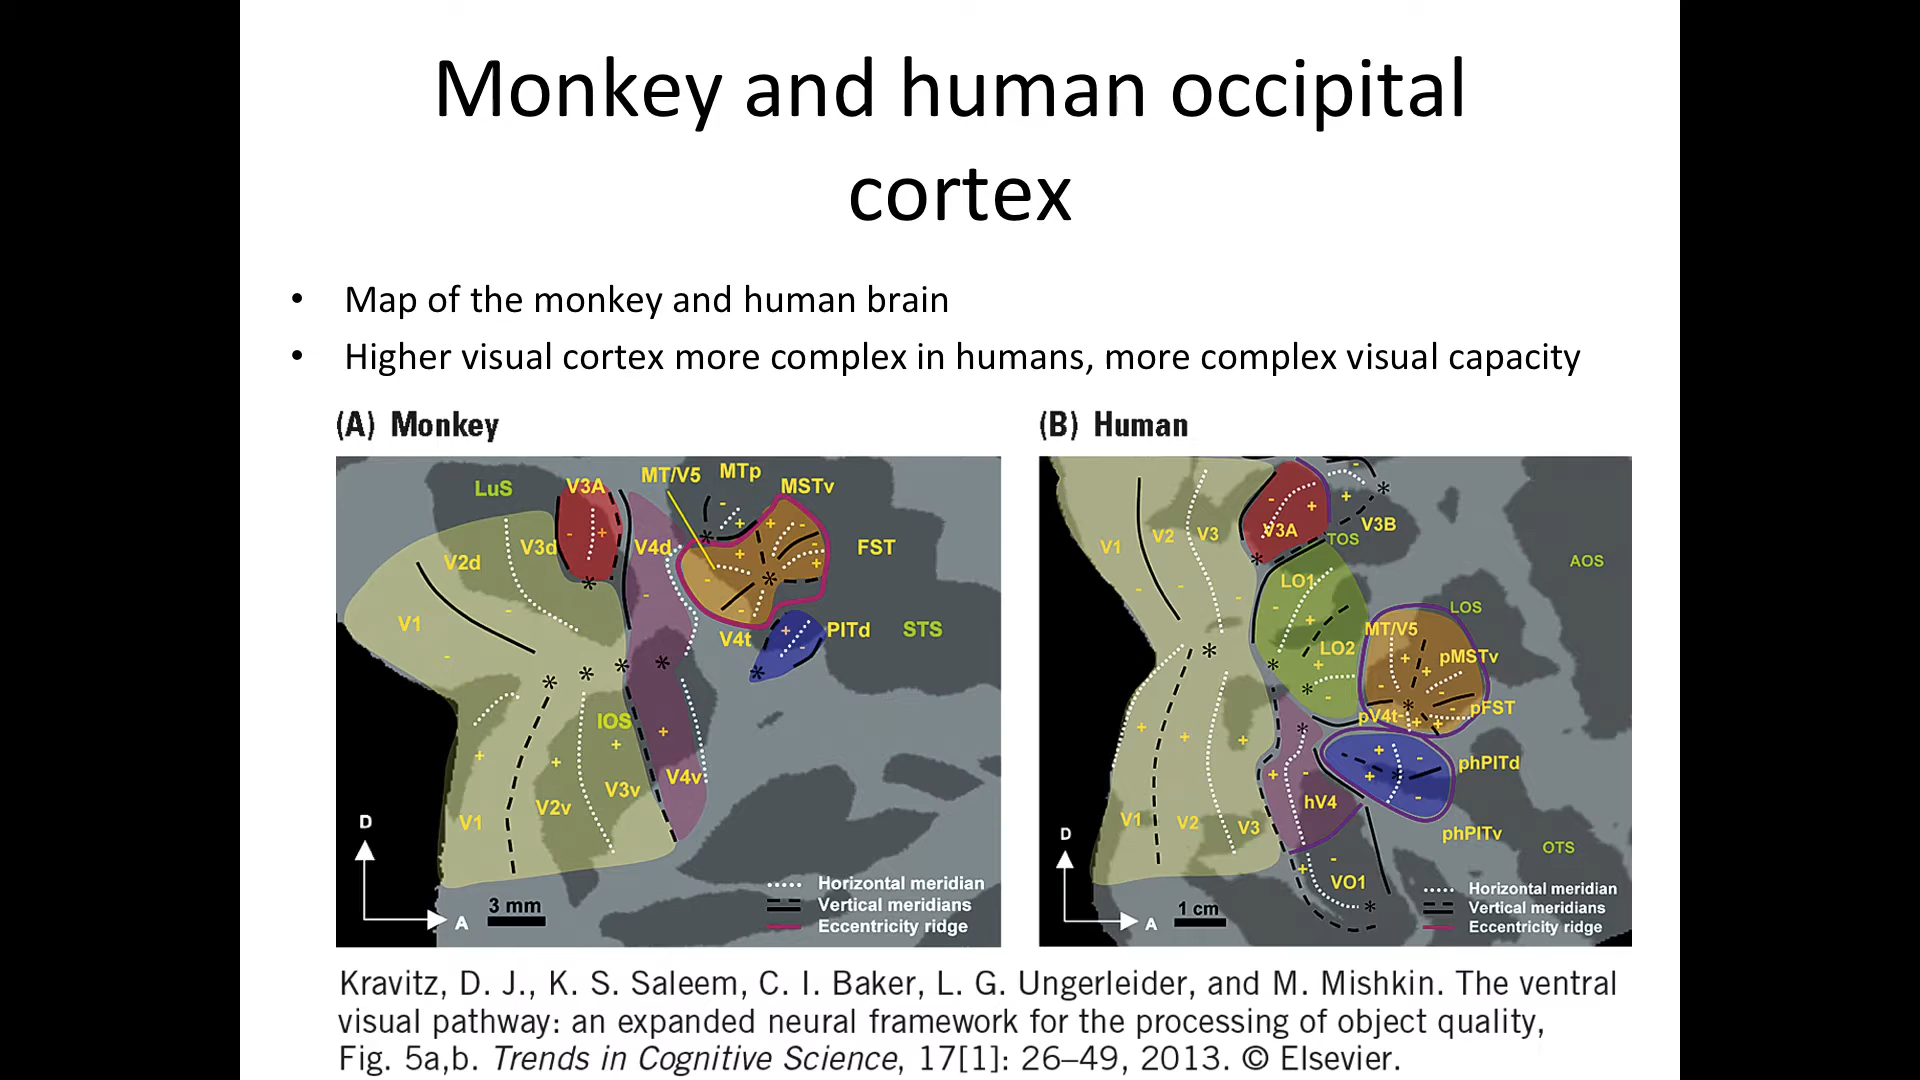 Monkey and human occipital
cortex
• Map of the monkey and human brain
• Higher visual cortex more complex in humans, more complex visual capacity
(A) Monkey
LuS
V3A
MT/V5
MTp
MSTv
V2d
V3d
V4d
FST
V1
V4t
PITd
STS
IOS
V4v
V3v
V2v
V1
D
A
3 mm
Horizontal meridian
Vertical meridians
Eccentricity ridge
(B) Human
V1
V2
V3
V3A
V3B
TOS
AOS
LO1
LOS
MT/V5
LO2
pMSTv
pFST
pV4t
phPITd
hV4
V1
V2
V3
phPITv
OTS
VO1
D
A
1 cm
Horizontal meridian
Vertical meridians
Eccentricity ridge
Kravitz, D. J., K. S. Saleem, C. I. Baker, L. G. Ungerleider, and M. Mishkin. The ventral
visual pathway: an expanded neural framework for the processing of object quality,
Fig. 5a,b. Trends in Cognitive Science, 17[1]: 26–49, 2013. © Elsevier.